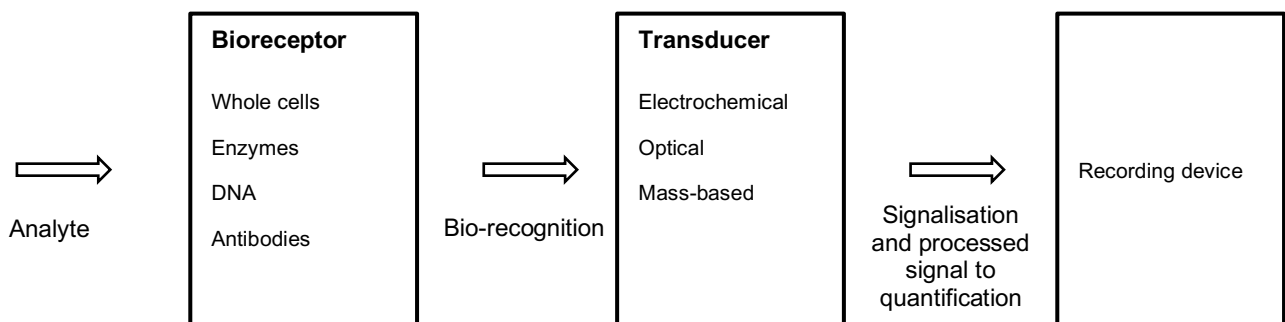 Analyte
Bioreceptor
Whole cells
Enzymes
DNA
Antibodies
Bio-recognition
Transducer
Electrochemical
Optical
Mass-based
Signalisation
and processed
signal to
quantification
Recording device